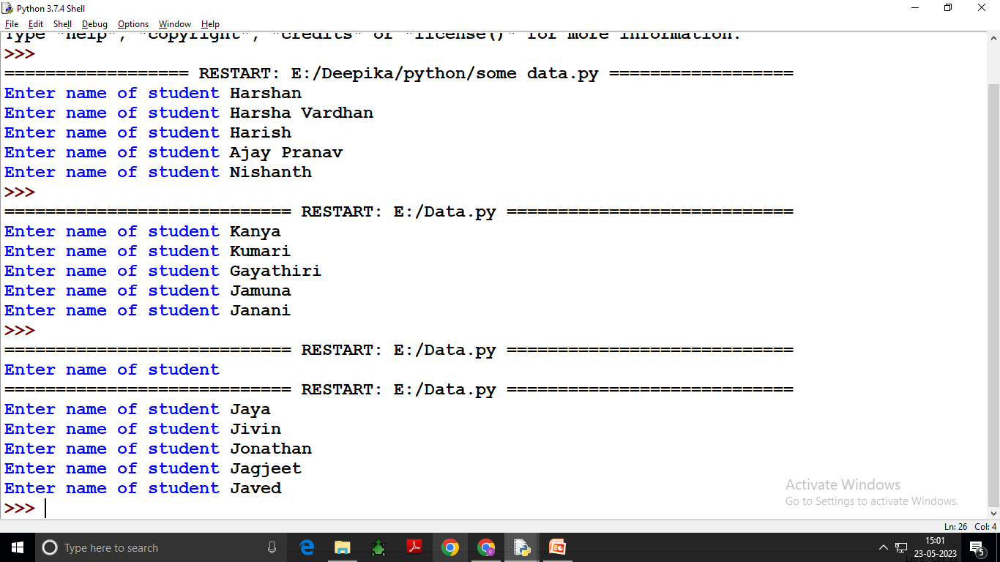 Python 3.7.4 Shell
File Edit Shell Debug Options Window Help
Type "help", "copyright", "credits" or "license()" for more information.
>>>
================== RESTART: E:/Deepika/python/some data.py ==================
Enter name of student Harshan
Enter name of student Harsha Vardhan
Enter name of student Harish
Enter name of student Ajay Pranav
Enter name of student Nishanth
>>>
============================ RESTART: E:/Data.py ============================
Enter name of student Kanya
Enter name of student Kumari
Enter name of student Gayathiri
Enter name of student Jamuna
Enter name of student Janani
>>>
============================ RESTART: E:/Data.py ============================
Enter name of student
============================ RESTART: E:/Data.py ============================
Enter name of student Jaya
Enter name of student Jivin
Enter name of student Jonathan
Enter name of student Jagjeet
Enter name of student Javed
>>>
Activate Windows
Go to Settings to activate Windows.
Ln: 26 Col: 4
Type here to search
15:01
23-05-2023
5